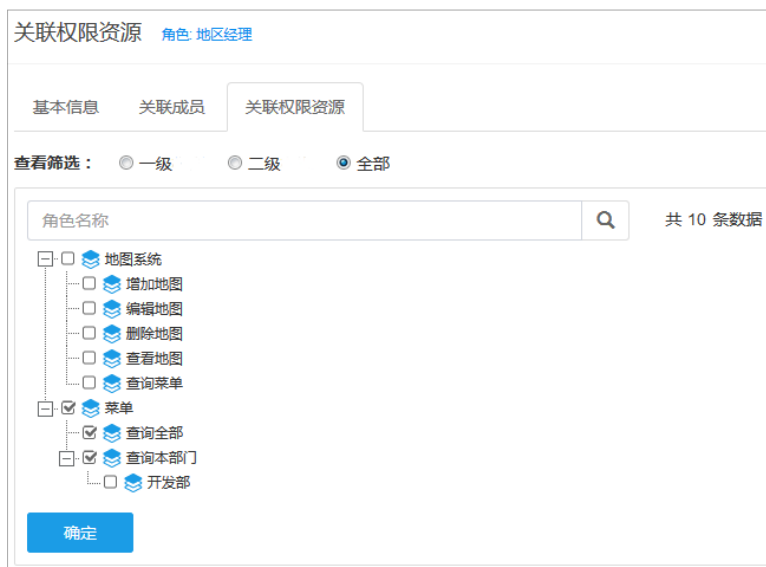 关联权限资源 角色: 地区经理
基本信息 关联成员 关联权限资源
查看筛选： 一级 二级 全部
角色名称 共 10 条数据
地图系统
增加地图
编辑地图
删除地图
查看地图
查询菜单
菜单
查询全部
查询本部门
开发部
确定